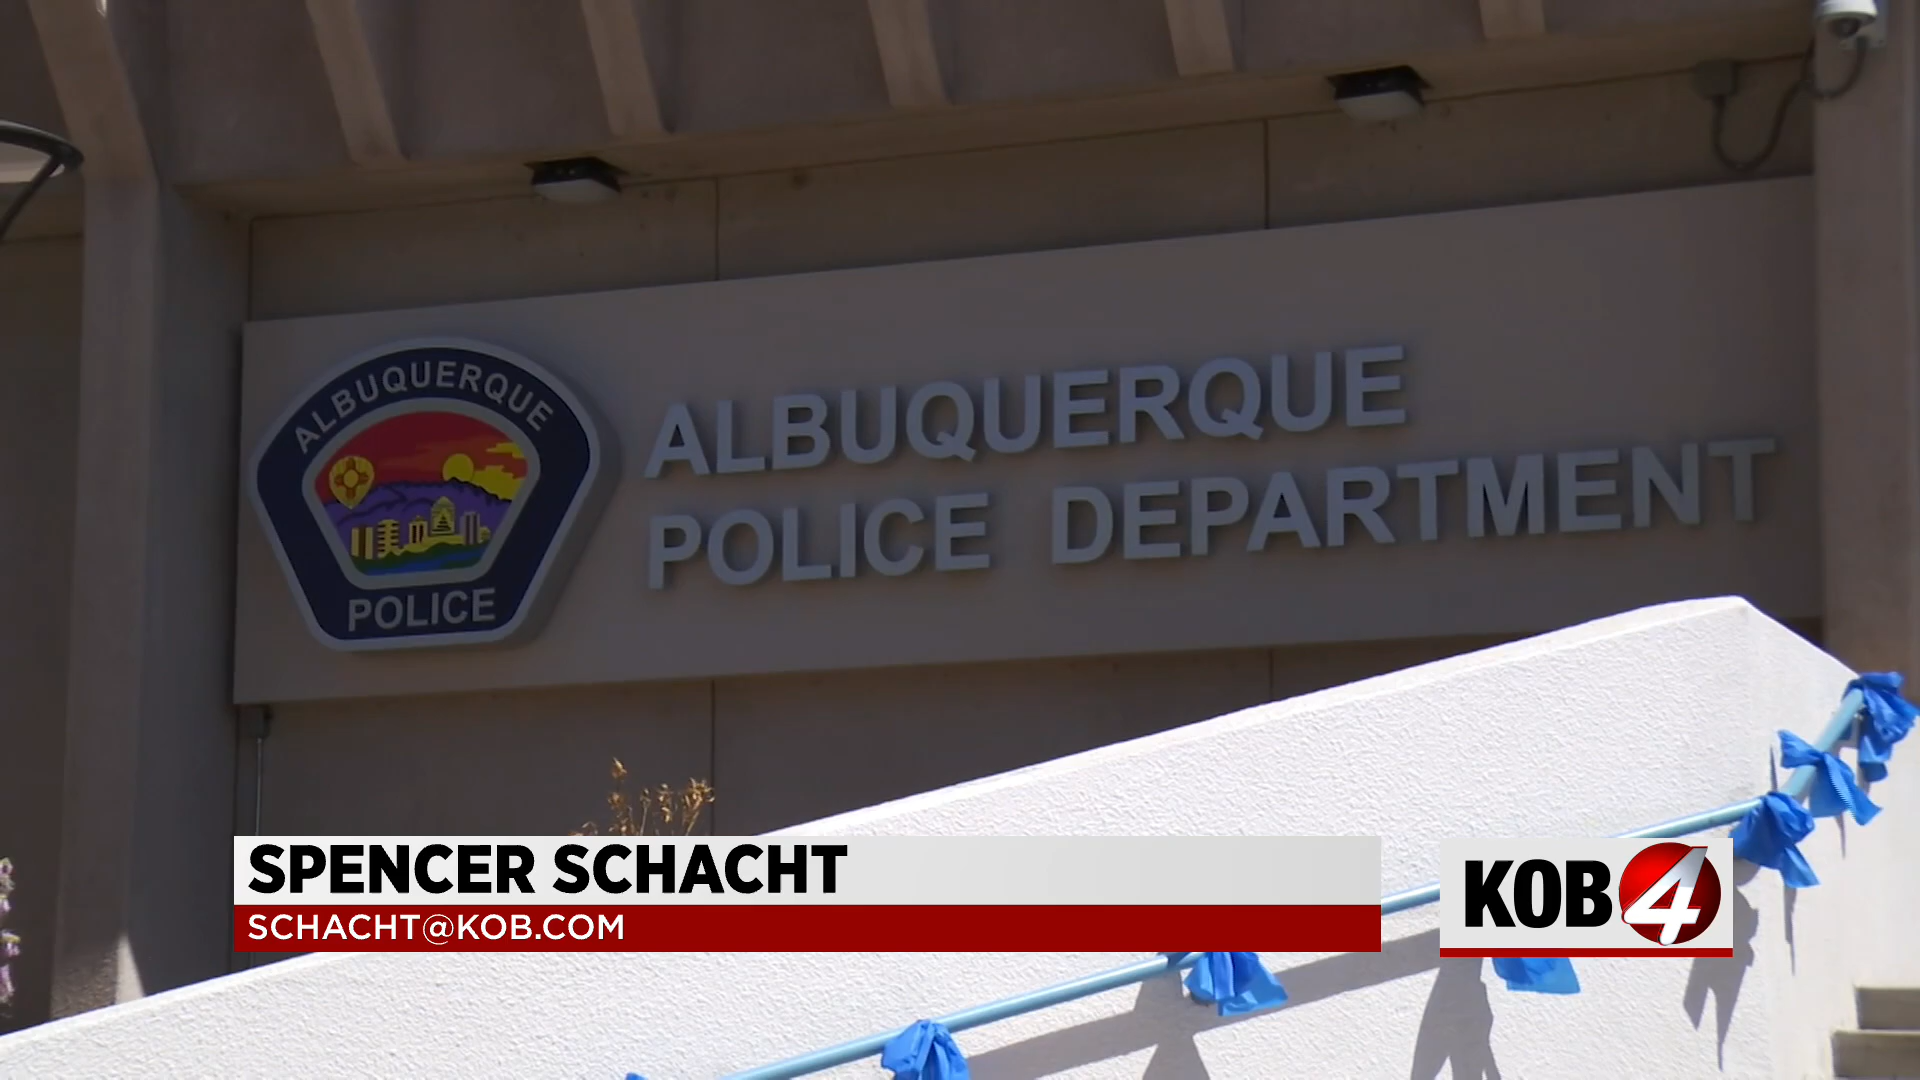 ALBUQUERQUE
POLICE
ALBUQUERQUE
POLICE DEPARTMENT
SPENCER SCHACHT
SCHACHT@KOB.COM
KOB 4